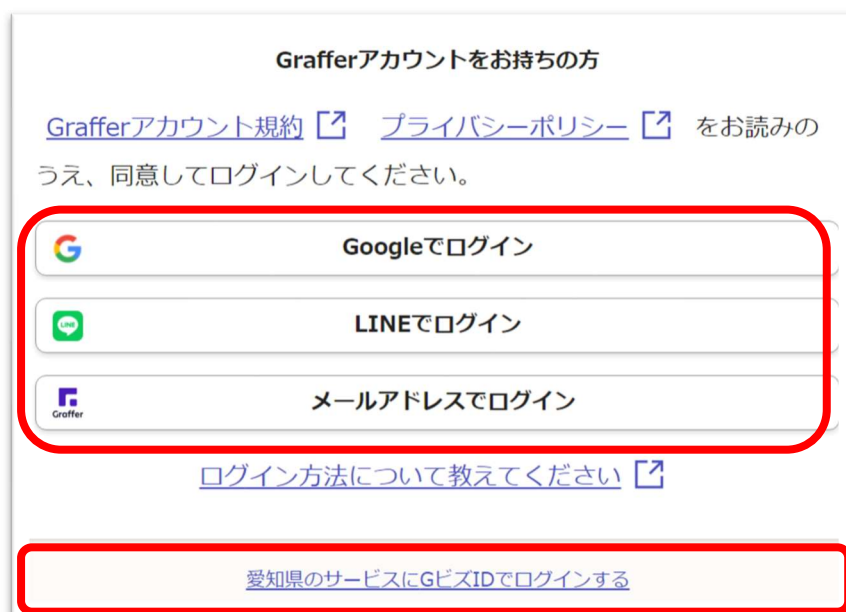 Grafferアカウントをお持ちの方
Grafferアカウント規約 プライバシーポリシー をお読みの
うえ、同意してログインしてください。
Googleでログイン
LINE
LINEでログイン
Graffer
メールアドレスでログイン
ログイン方法について教えてください
愛知県のサービスにGビズIDでログインする